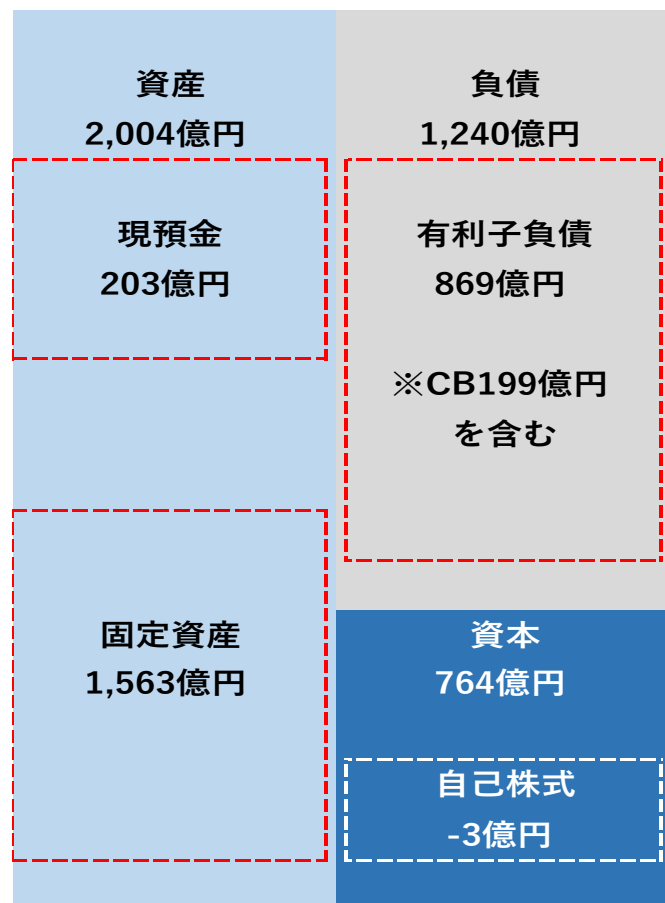 資産
2,004億円
現預金
203億円
固定資産
1,563億円
負債
1,240億円
有利子負債
869億円
※CB199億円
を含む
資本
764億円
自己株式
-3億円